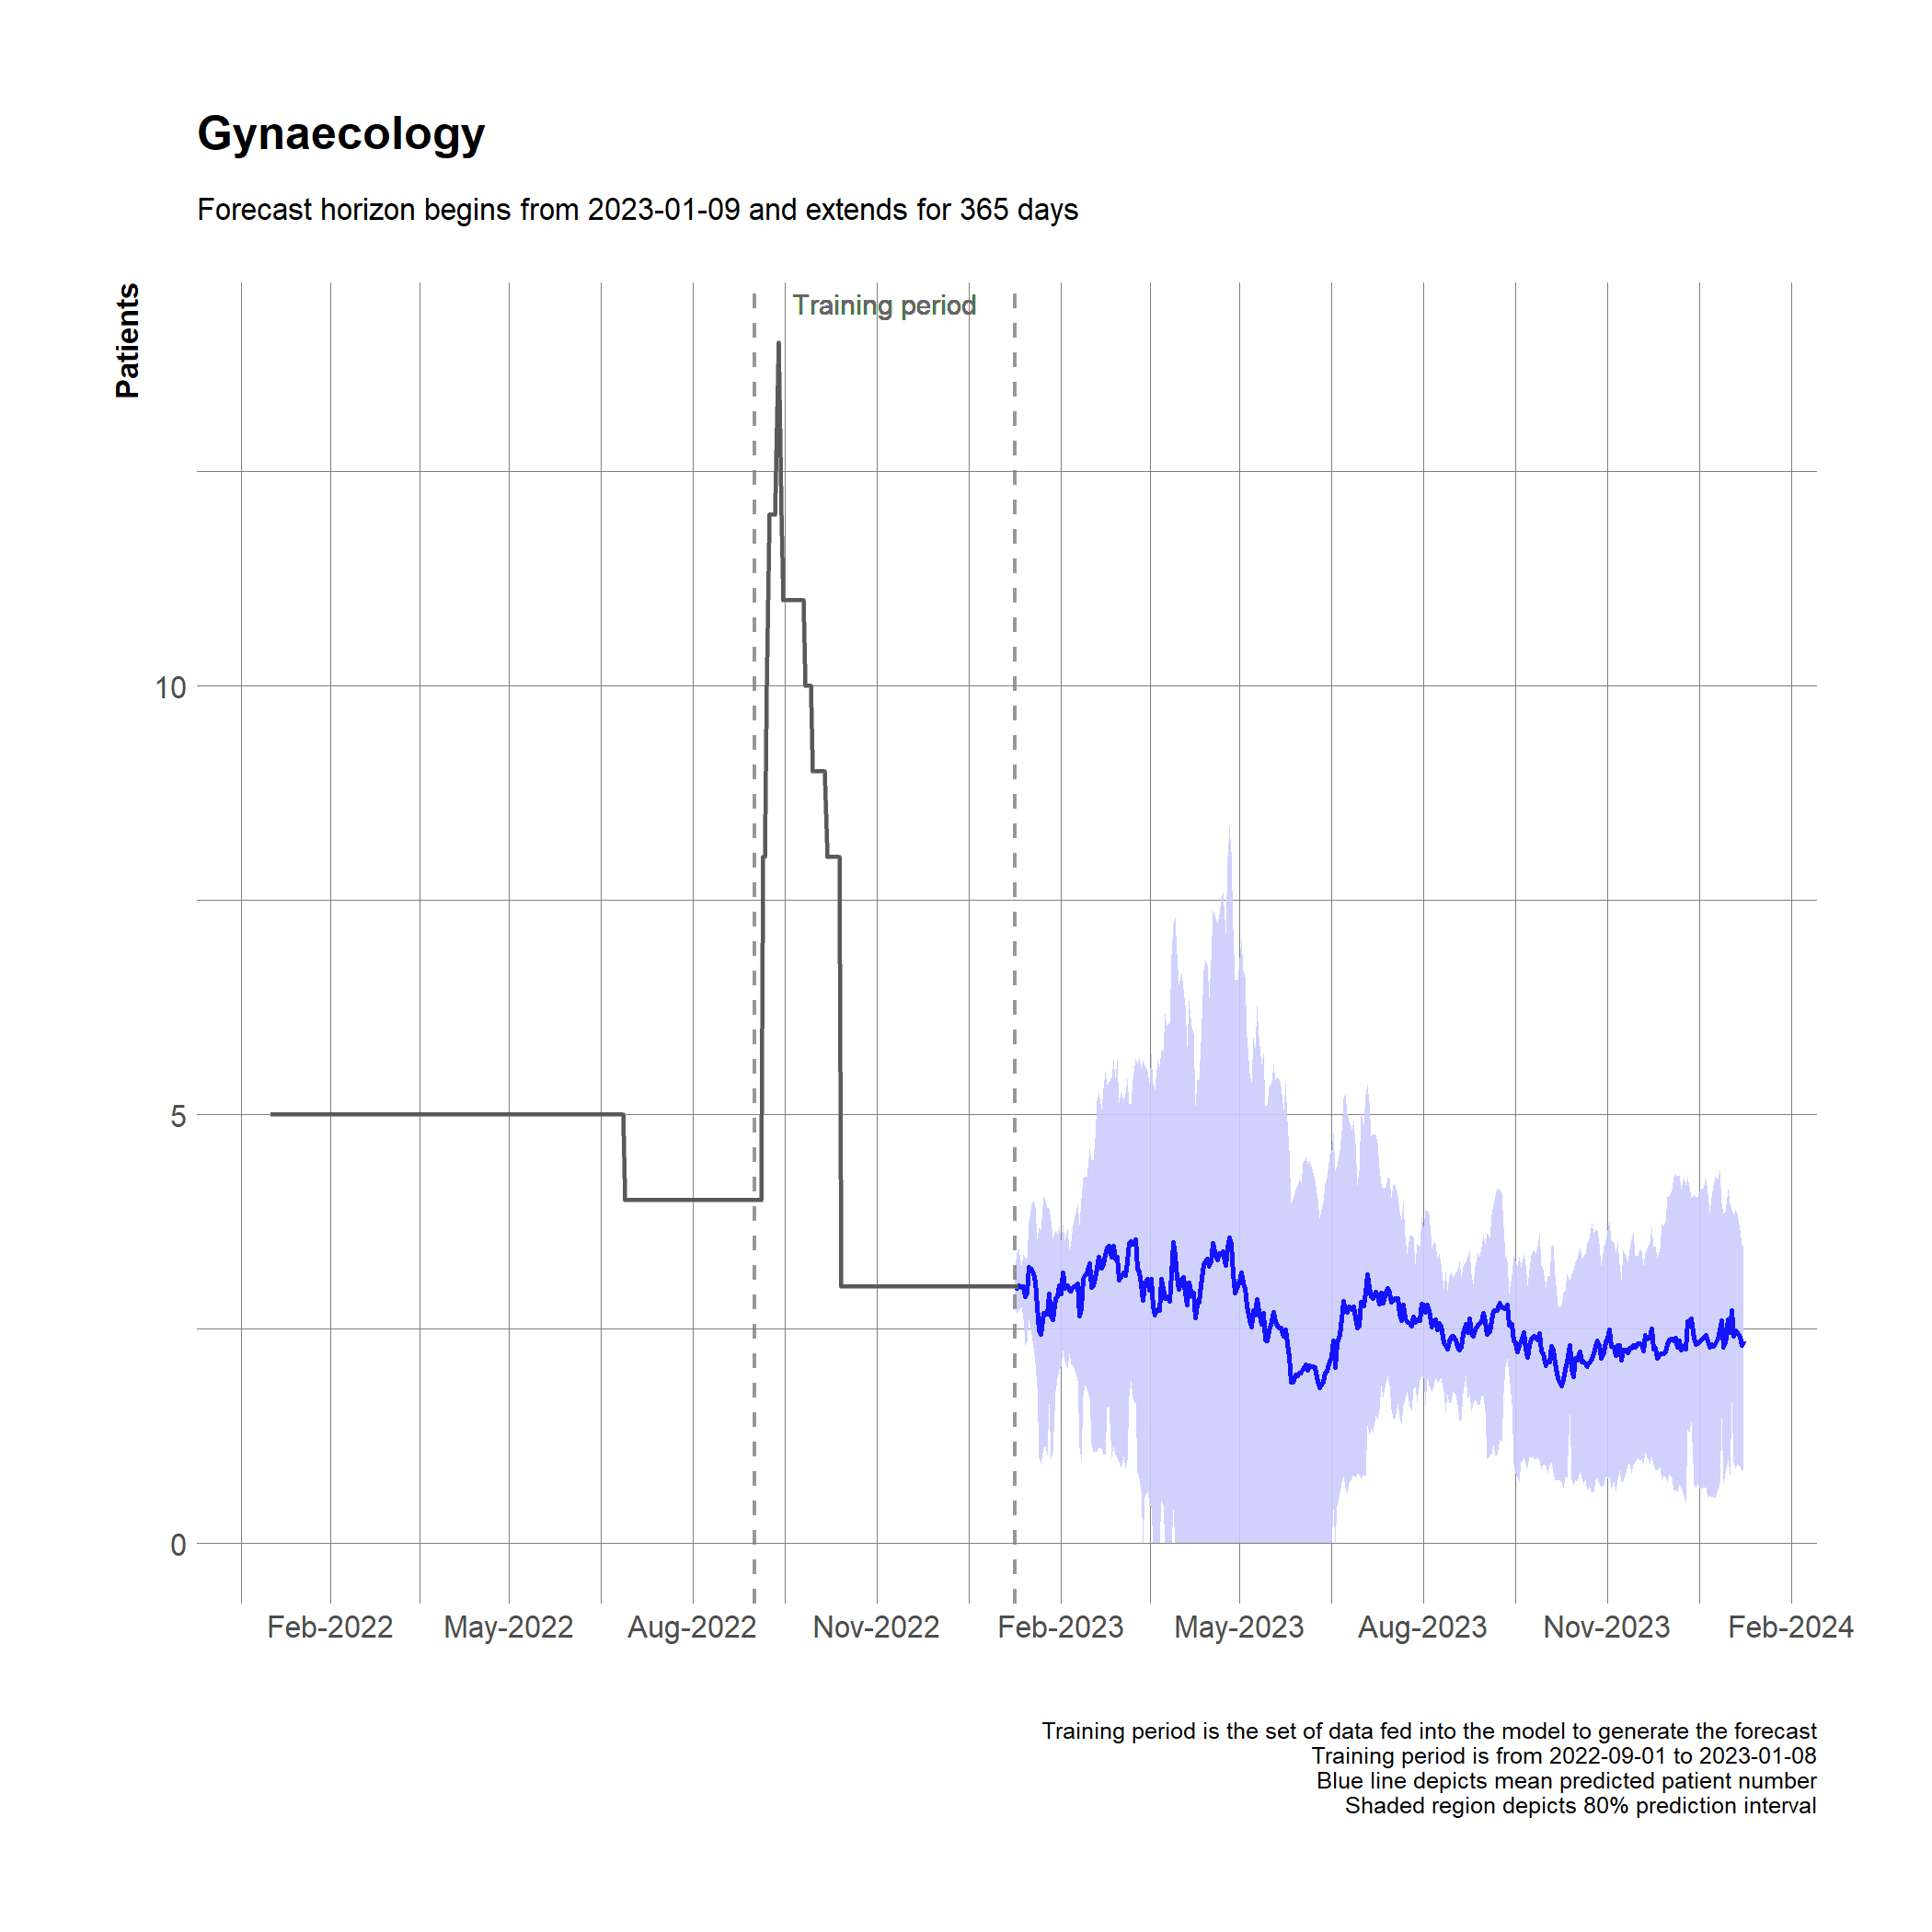 Gynaecology
Forecast horizon begins from 2023-01-09 and extends for 365 days
Patients
Training period
10
5
0
Feb-2022
May-2022
Aug-2022
Nov-2022
Feb-2023
May-2023
Aug-2023
Nov-2023
Feb-2024
Training period is the set of data fed into the model to generate the forecast
Training period is from 2022-09-01 to 2023-01-08
Blue line depicts mean predicted patient number
Shaded region depicts 80% prediction interval